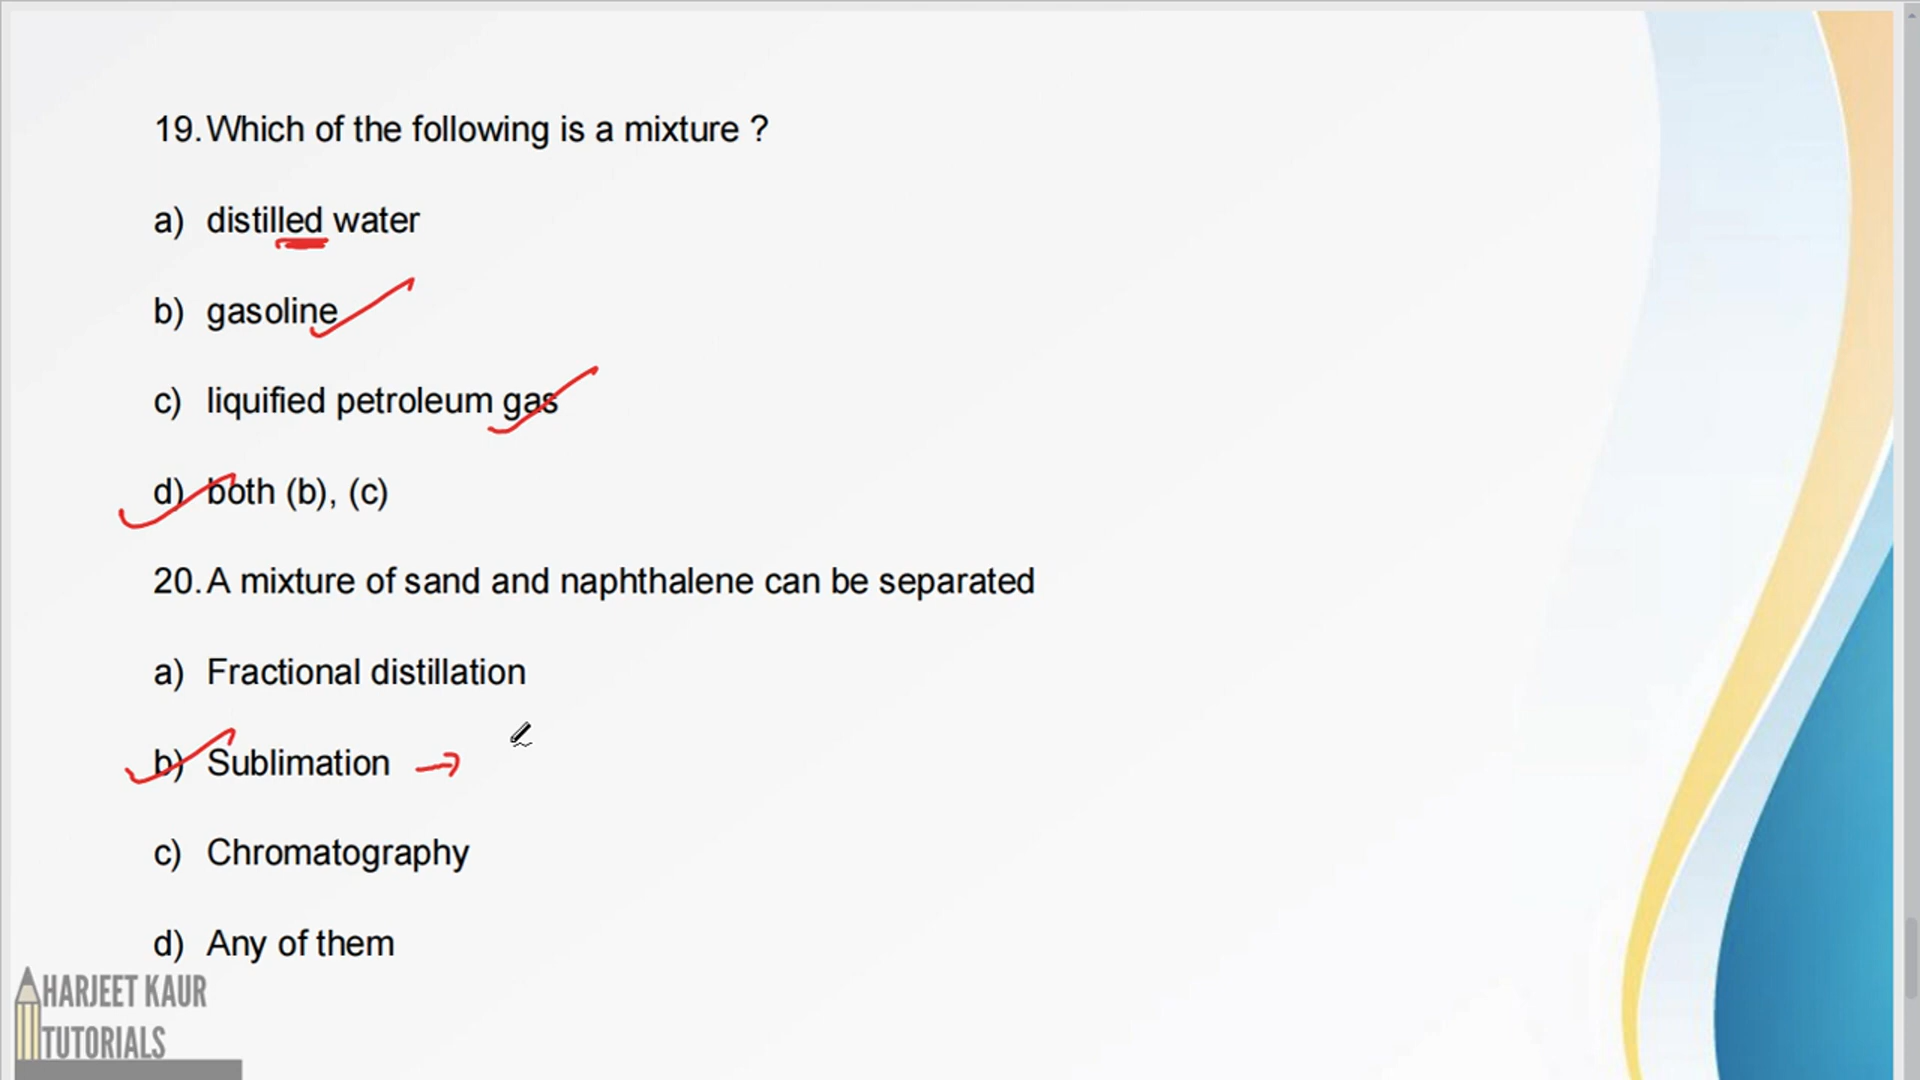 19. Which of the following is a mixture ?
a) distilled water
b) gasoline
c) liquified petroleum gas
d) both (b), (c)
20. A mixture of sand and naphthalene can be separated
a) Fractional distillation
b) Sublimation
c) Chromatography
d) Any of them
HARJEET KAUR
TUTORIALS